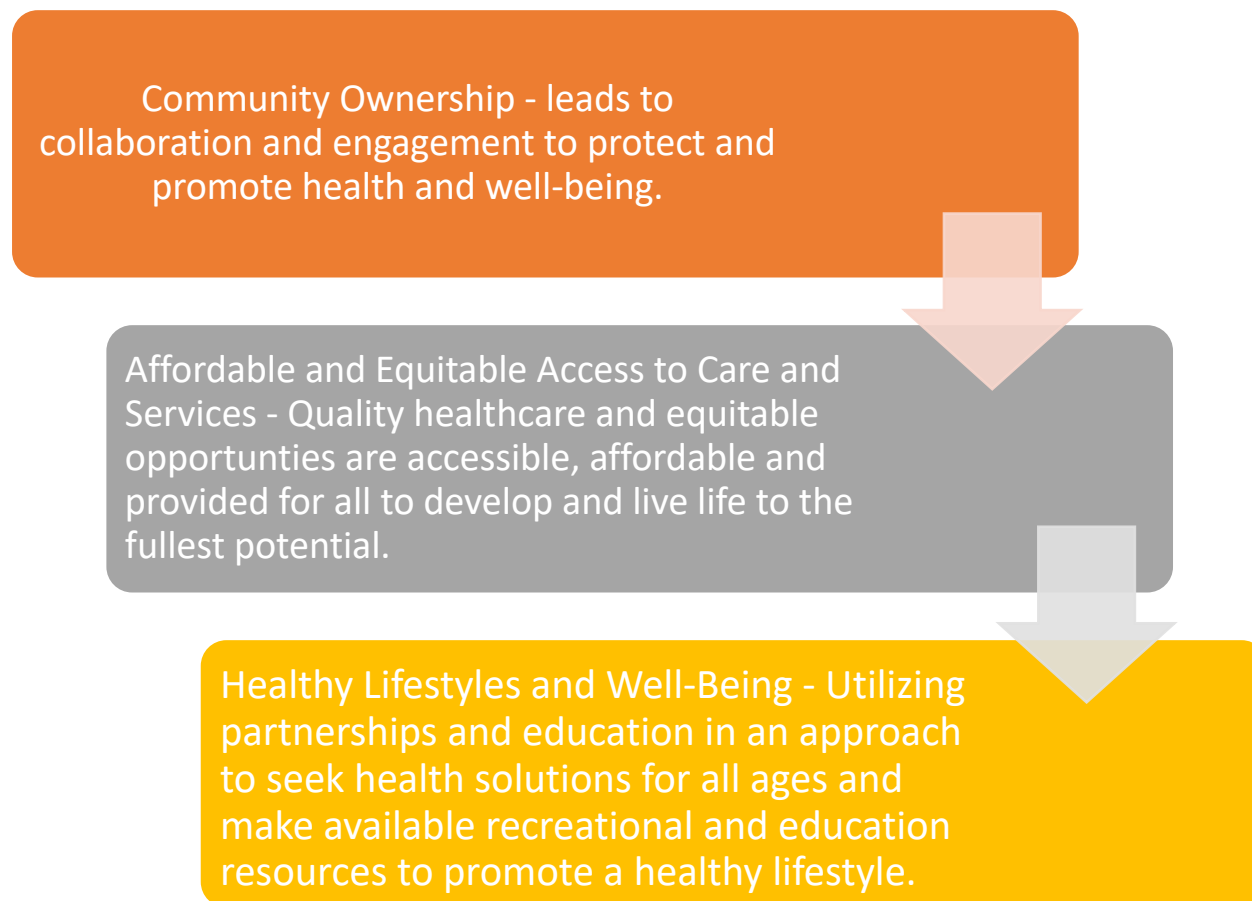 Community Ownership - leads to
collaboration and engagement to protect and
promote health and well-being.
Affordable and Equitable Access to Care and
Services - Quality healthcare and equitable
opportunties are accessible, affordable and
provided for all to develop and live life to the
fullest potential.
Healthy Lifestyles and Well-Being - Utilizing
partnerships and education in an approach
to seek health solutions for all ages and
make available recreational and education
resources to promote a healthy lifestyle.